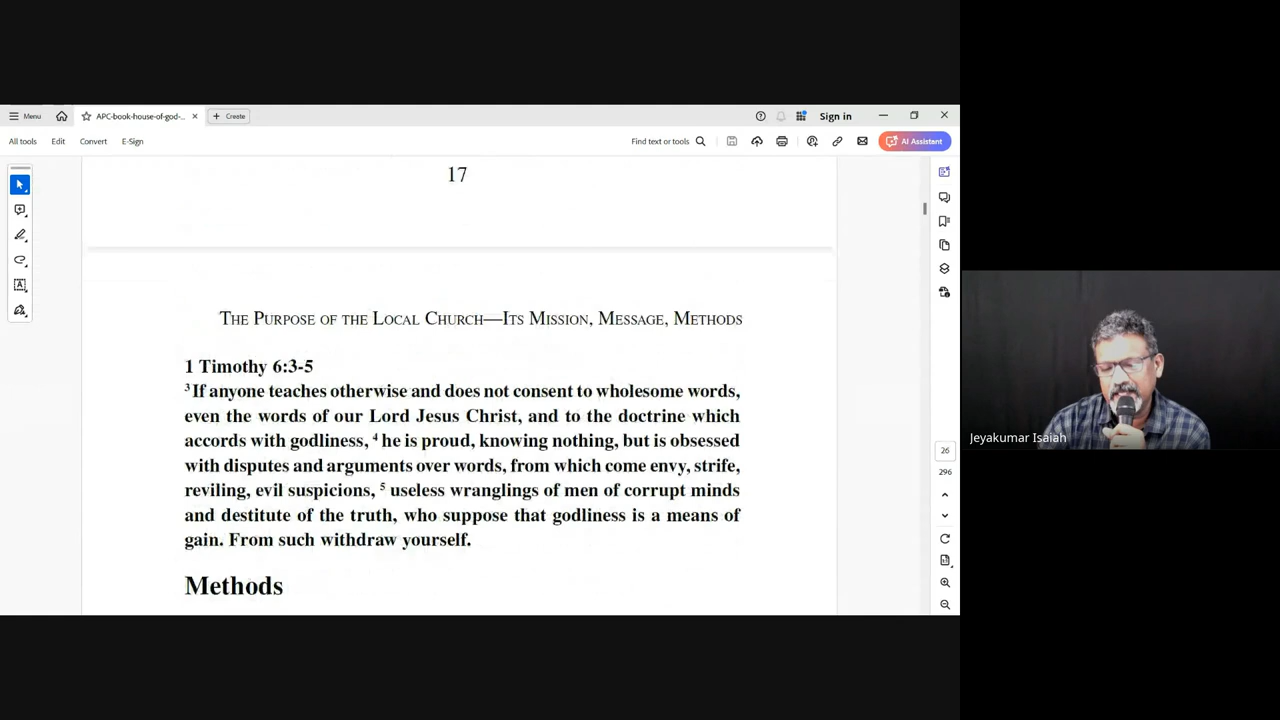 Menu
APC-book-house-of-god-...
Create
Sign in
All tools
Edit
Convert
E-Sign
Find text or tools
AI Assistant
17
The Purpose of the Local Church—Its Mission, Message, Methods
1 Timothy 6:3-5
3 If anyone teaches otherwise and does not consent to wholesome words,
even the words of our Lord Jesus Christ, and to the doctrine which
accords with godliness, 4 he is proud, knowing nothing, but is obsessed
with disputes and arguments over words, from which come envy, strife,
reviling, evil suspicions, 5 useless wranglings of men of corrupt minds
and destitute of the truth, who suppose that godliness is a means of
gain. From such withdraw yourself.
Methods
26
296
Jeyakumar Isaiah